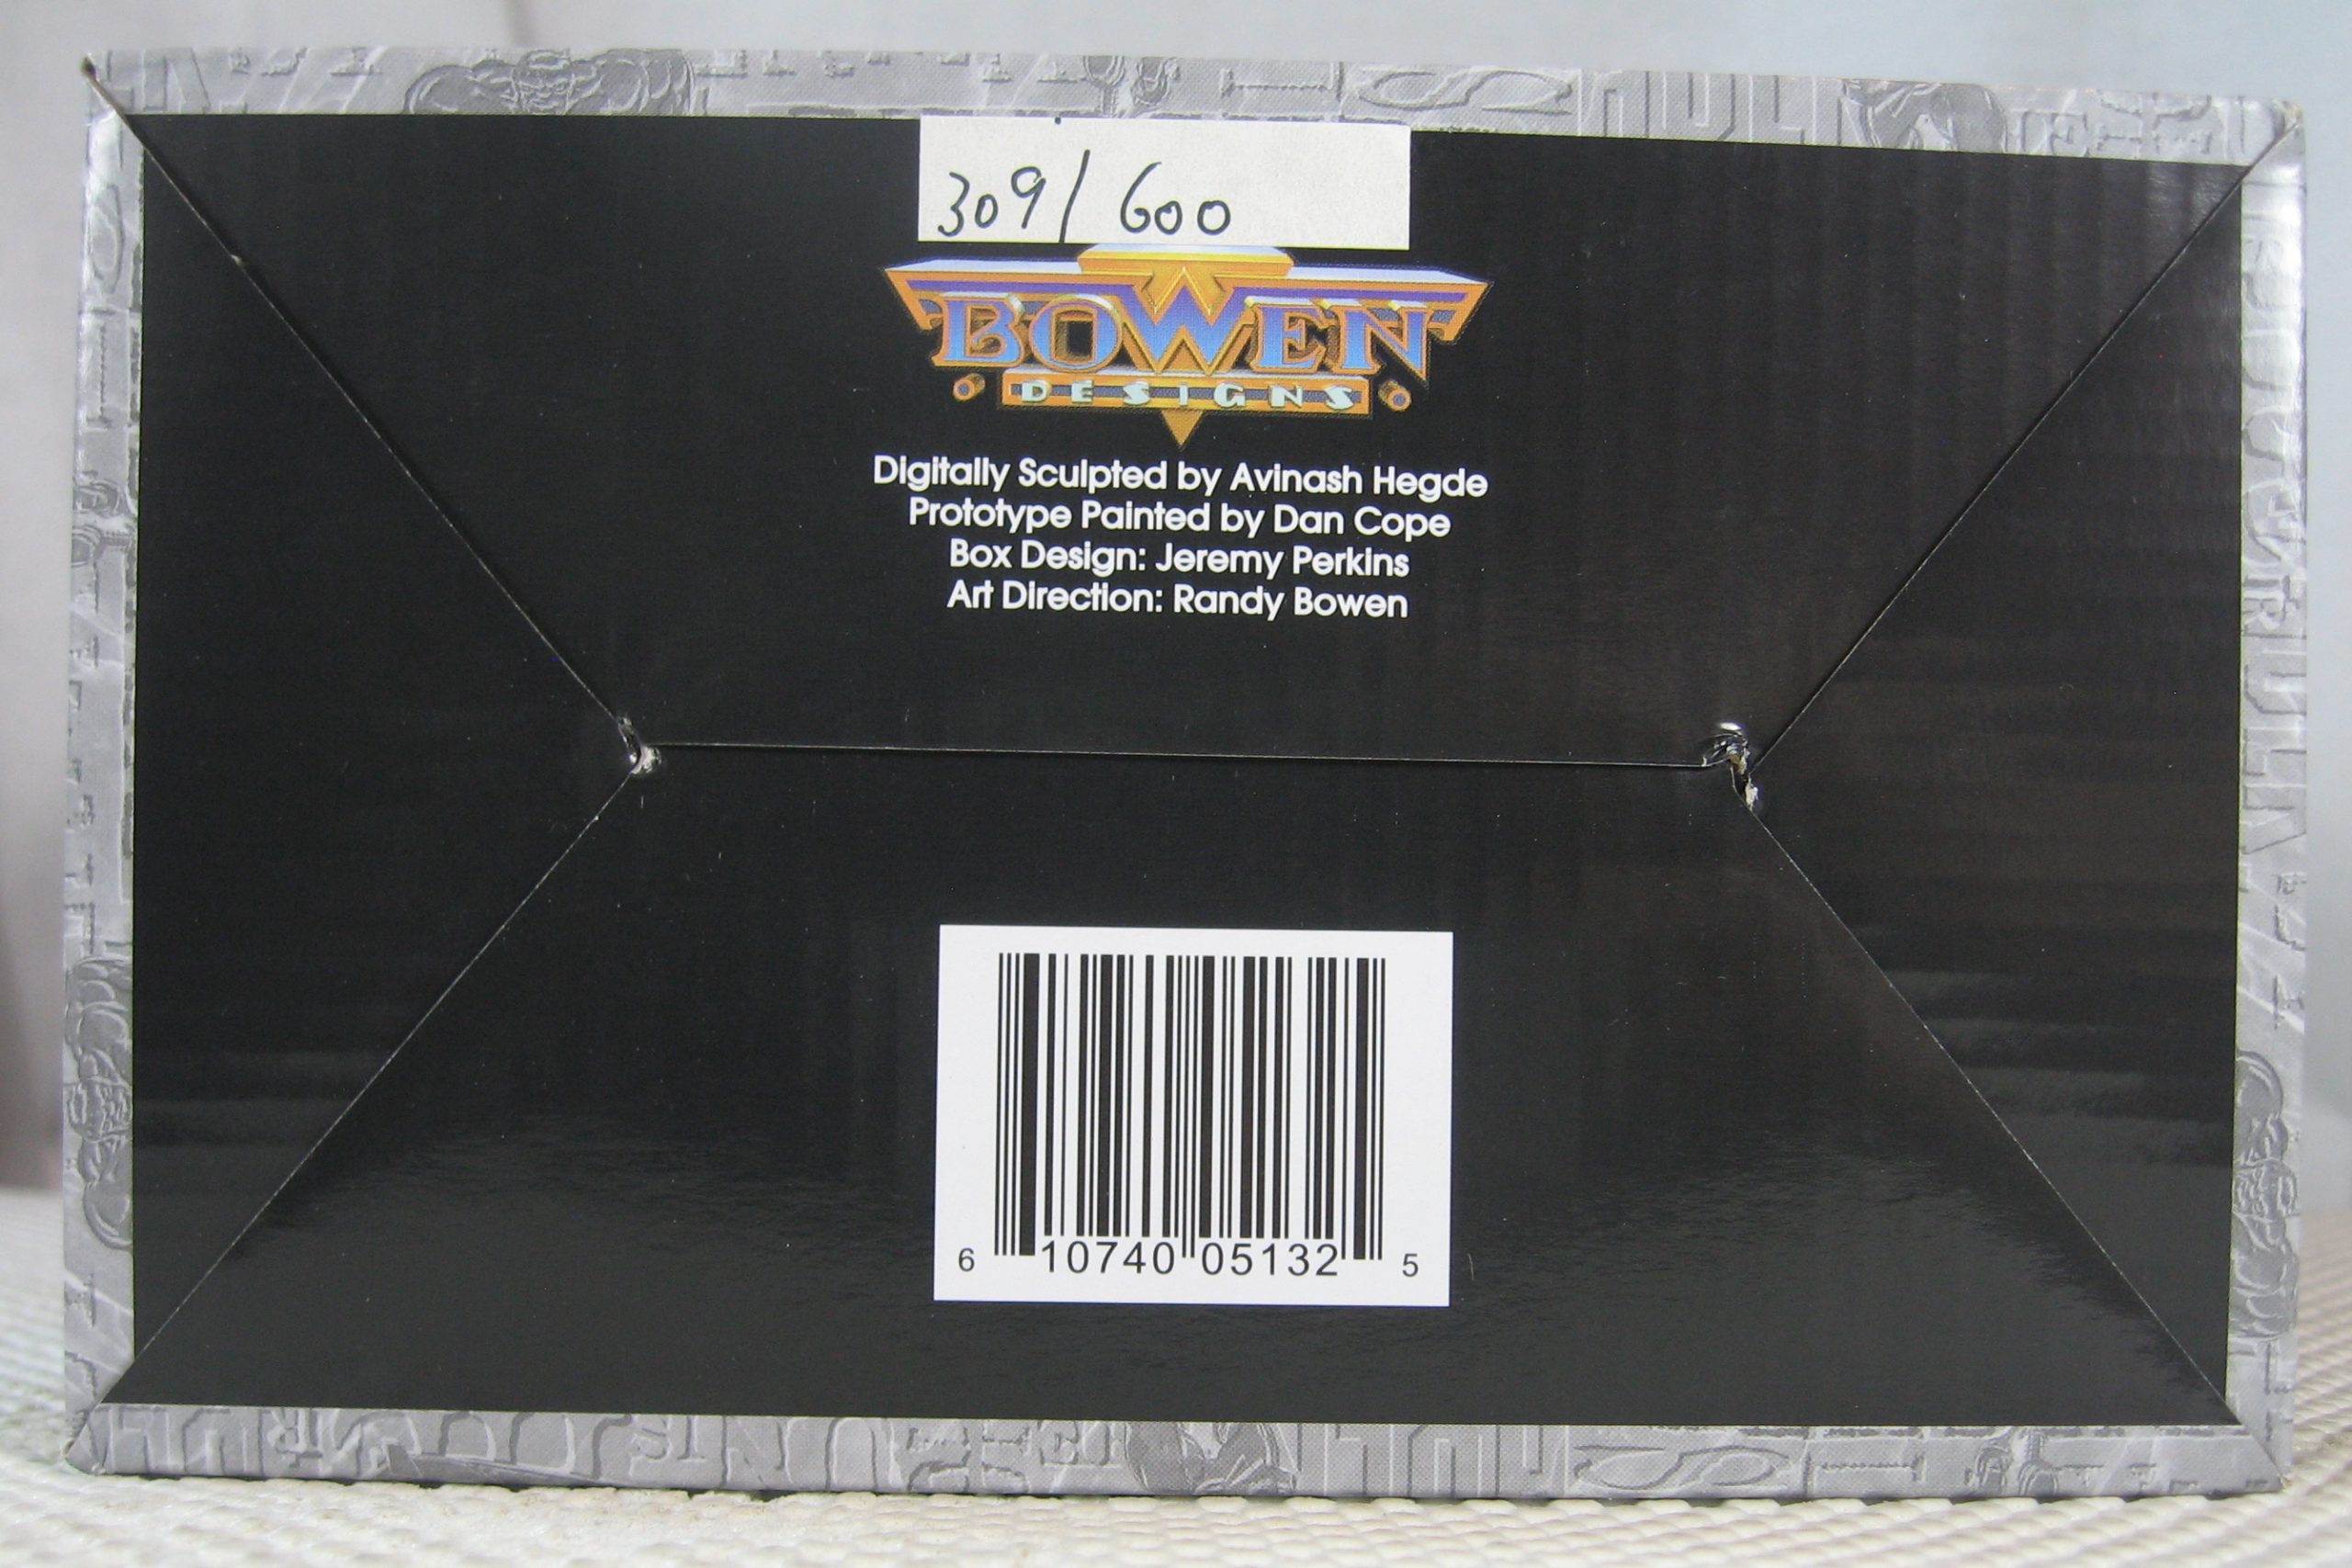 309/600
BOWEN
DESIGNS
Digitally Sculpted by Avinash Hegde
Prototype Painted by Dan Cope
Box Design: Jeremy Perkins
Art Direction: Randy Bowen
6 10740 05132 5